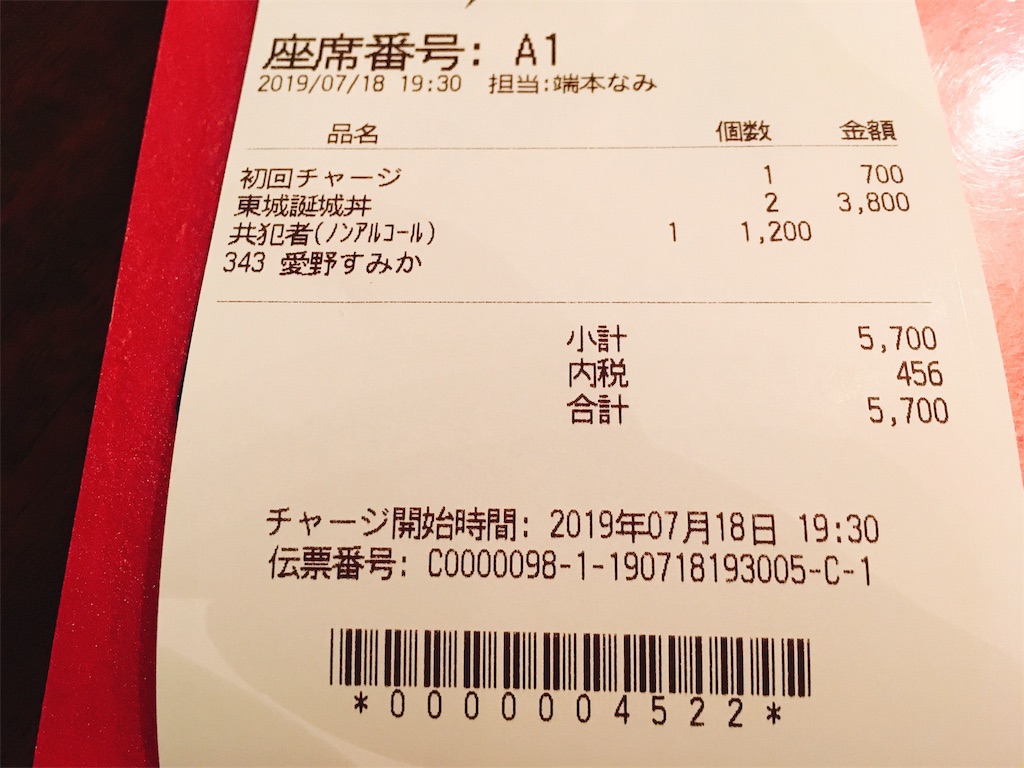 座席番号: A1
2019/07/18 19:30 担当:端本なみ
品名 個数 金額
初回チャージ 1 700
東城誕城丼 2 3,800
共犯者(ﾉﾝｱﾙｺｰﾙ) 1 1,200
343 愛野すみか
小計 5,700
内税 456
合計 5,700
チャージ開始時間: 2019年07月18日 19:30
伝票番号: C0000098-1-190718193005-C-1
*0000004522*